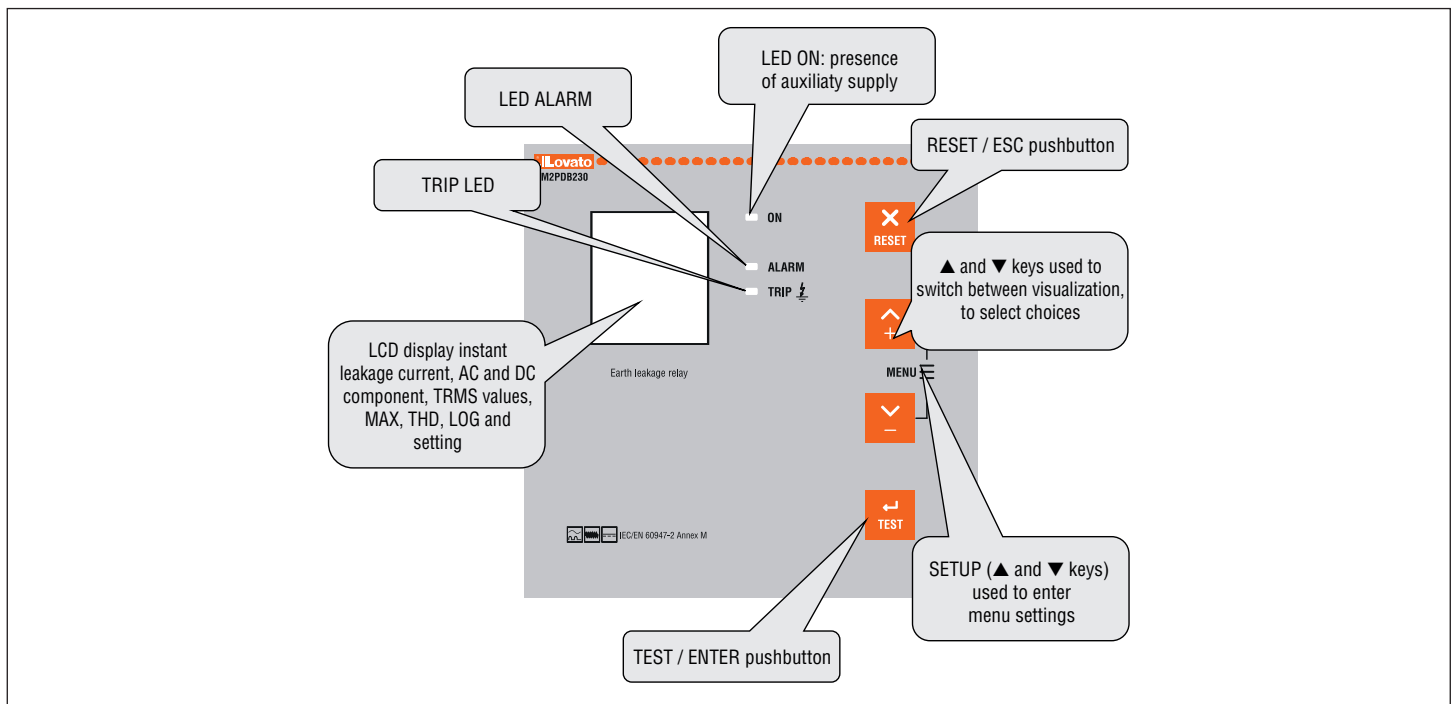 LED ON: presence
of auxiliaty supply
LED ALARM
RESET / ESC pushbutton
Lovato
M2PDB230
TRIP LED
ON
RESET
ALARM
TRIP
▲ and ▼ keys used to
switch between visualization,
to select choices
+
LCD display instant
leakage current, AC and DC
component, TRMS values,
MAX, THD, LOG and
setting
Earth leakage relay
MENU
–
TEST
IEC/EN 60947-2 Annex M
SETUP (▲ and ▼ keys)
used to enter
menu settings
TEST / ENTER pushbutton